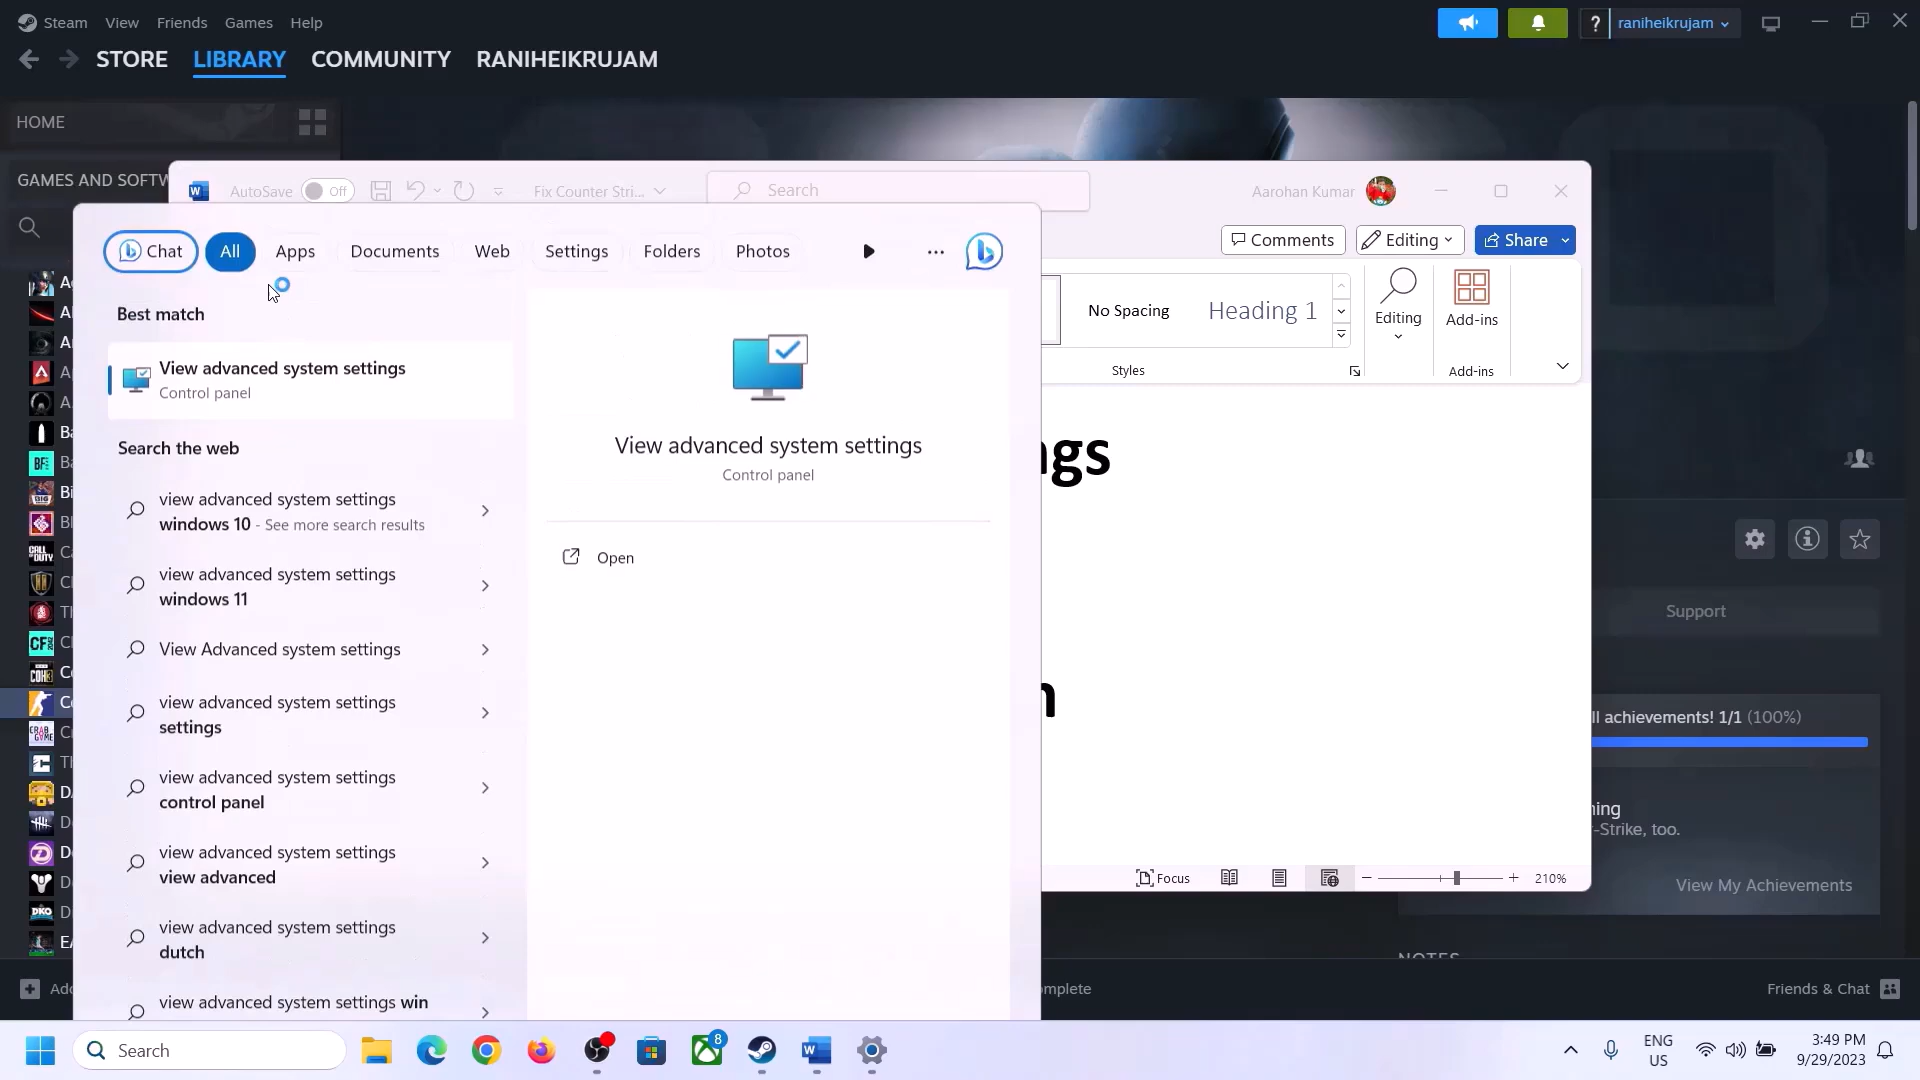 Steam View Friends Games Help
raniheikrujam
STORE LIBRARY COMMUNITY RANIHEIKRUJAM
HOME
GAMES AND SOFTW
AutoSave Off Fix Counter Stri... Search Aarohan Kumar
Chat All Apps Documents Web Settings Folders Photos
Comments Editing Share
Best match
View advanced system settings
Control panel
Search the web
view advanced system settings
windows 10 - See more search results
view advanced system settings
windows 11
View Advanced system settings
view advanced system settings
settings
view advanced system settings
control panel
view advanced system settings
view advanced
view advanced system settings
dutch
view advanced system settings win
View advanced system settings
Control panel
Open
No Spacing Heading 1
Editing
Add-ins
Styles
Add-ins
ngs
Focus
210%
Support
ll achievements! 1/1 (100%)
-Strike, too.
View My Achievements
NOTES
Add
mplete
Friends & Chat
Search
8
ENG
US
3:49 PM
9/29/2023